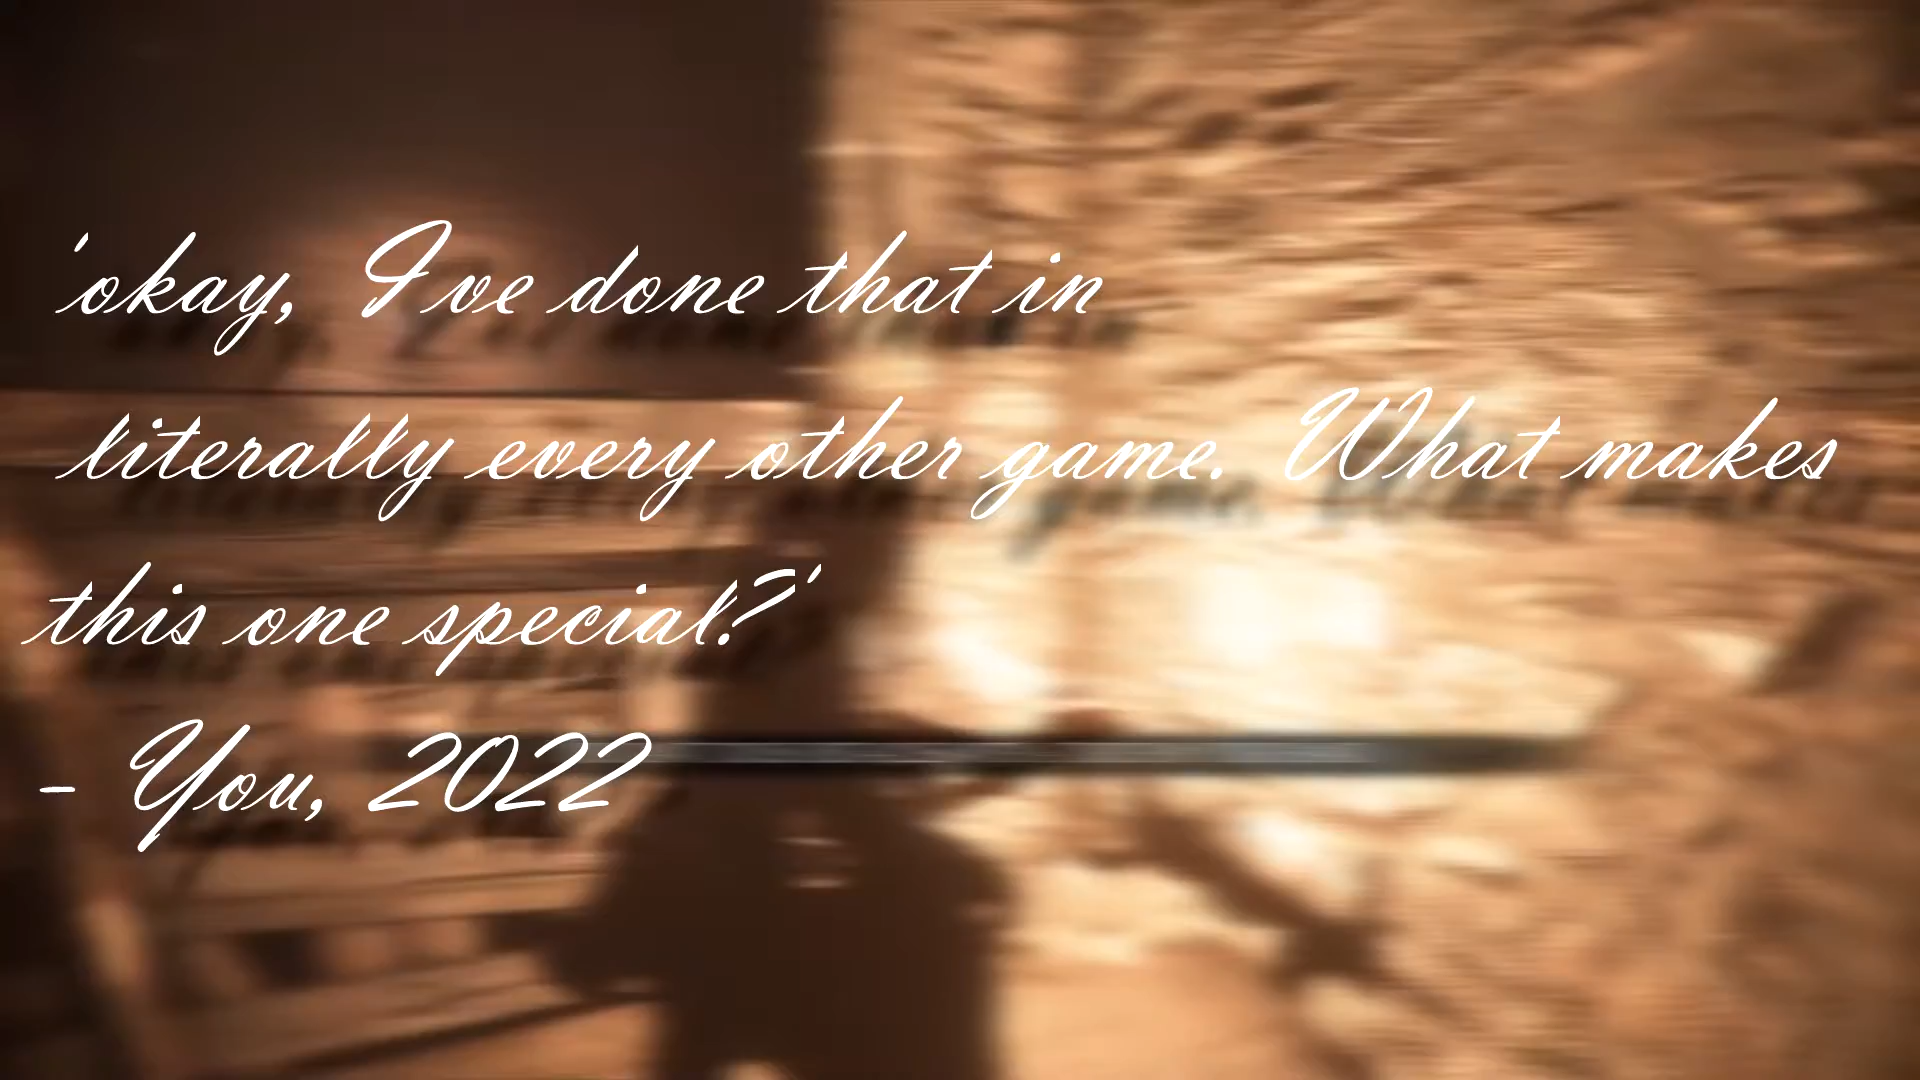 'okay, I've done that in
literally every other game. What makes
this one special?'
- You, 2022